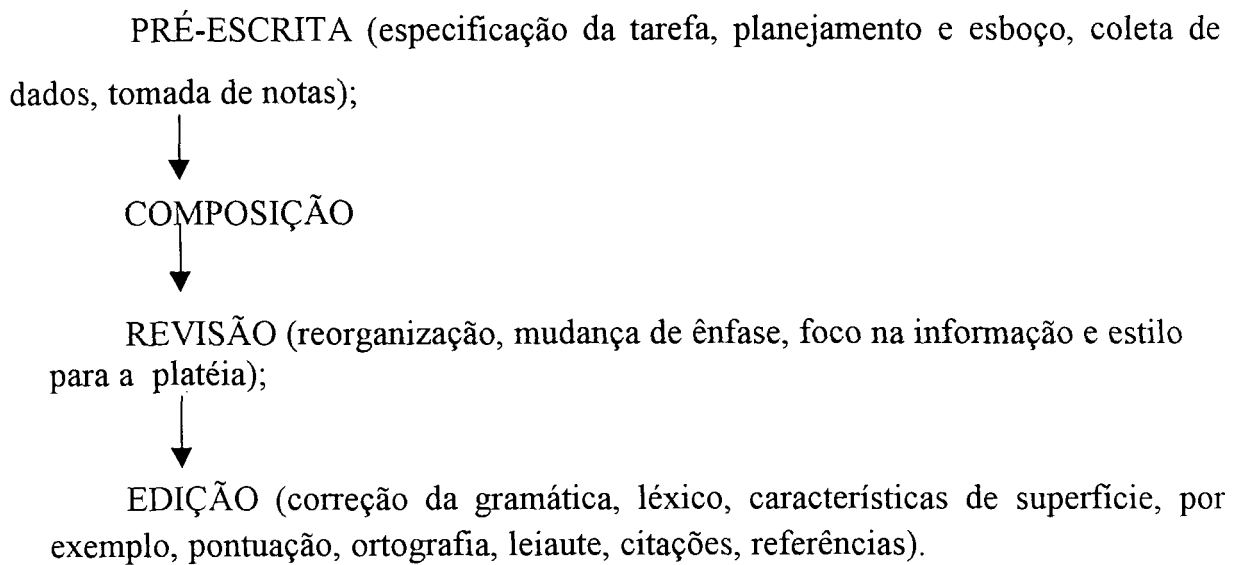 PRÉ-ESCRITA (especificação da tarefa, planejamento e esboço, coleta de
dados, tomada de notas);
COMPOSIÇÃO
REVISÃO (reorganização, mudança de ênfase, foco na informação e estilo
para a platéia);
EDIÇÃO (correção da gramática, léxico, características de superfície, por
exemplo, pontuação, ortografia, leiaute, citações, referências).